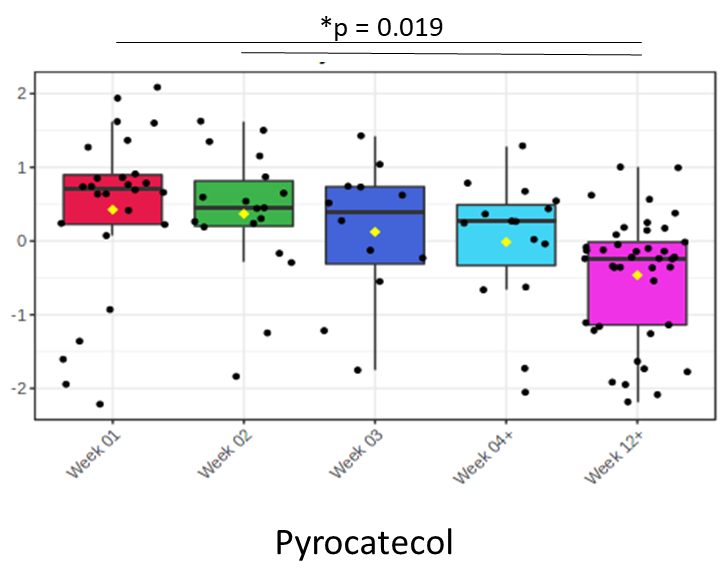 *p = 0.019
2
1
0
-1
-2
Week 01
Week 02
Week 03
Week 04+
Week 12+
Pyrocatecol